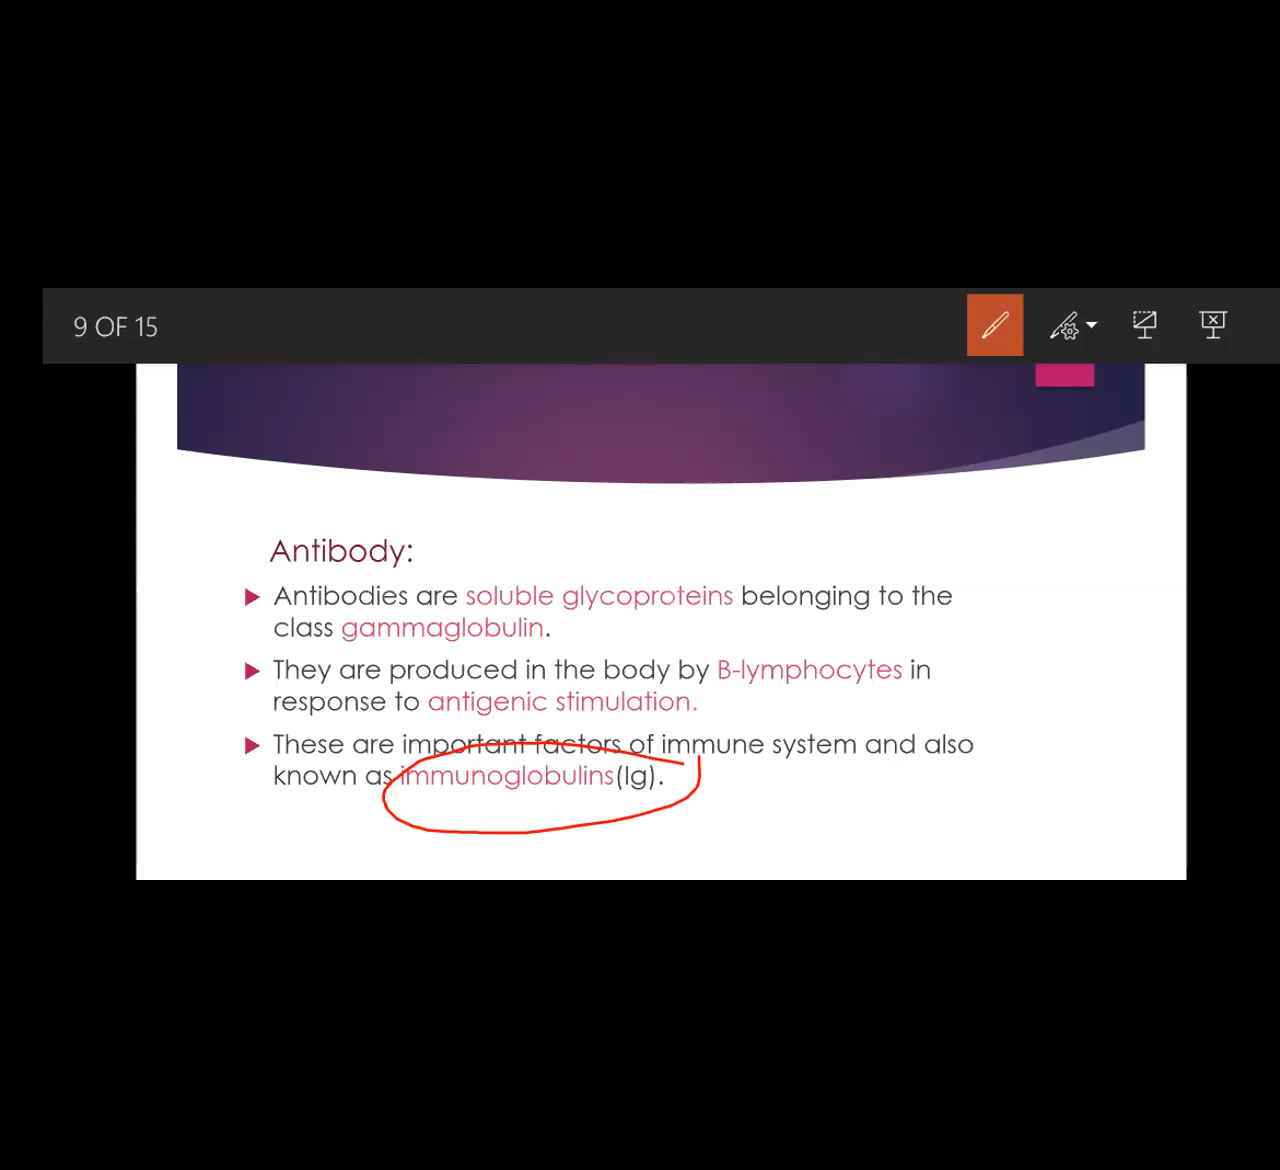 9 OF 15
Antibody:
Antibodies are soluble glycoproteins belonging to the
class gammaglobulin.
They are produced in the body by B-lymphocytes in
response to antigenic stimulation.
These are important factors of immune system and also
known as immunoglobulins(Ig).